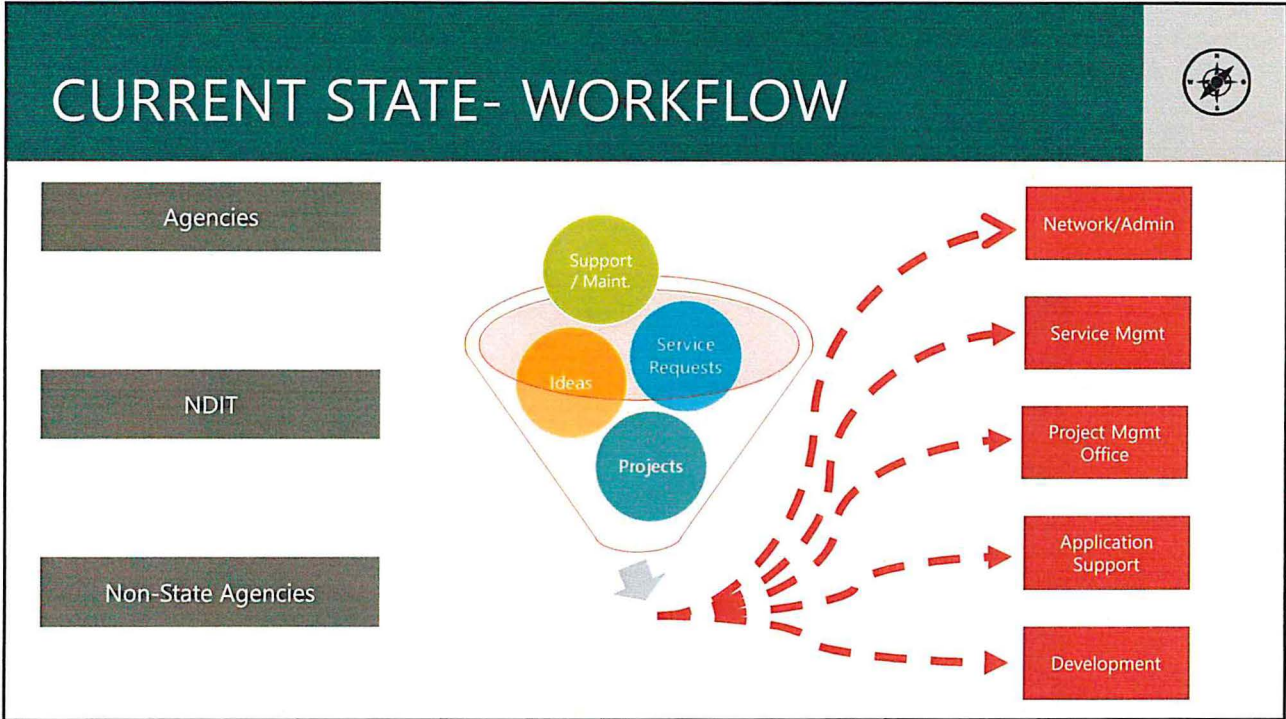 CURRENT STATE- WORKFLOW
Agencies
NDIT
Non-State Agencies
Support
/ Maint.
Service
Requests
Ideas
Projects
Network/Admin
Service Mgmt
Project Mgmt
Office
Application
Support
Development